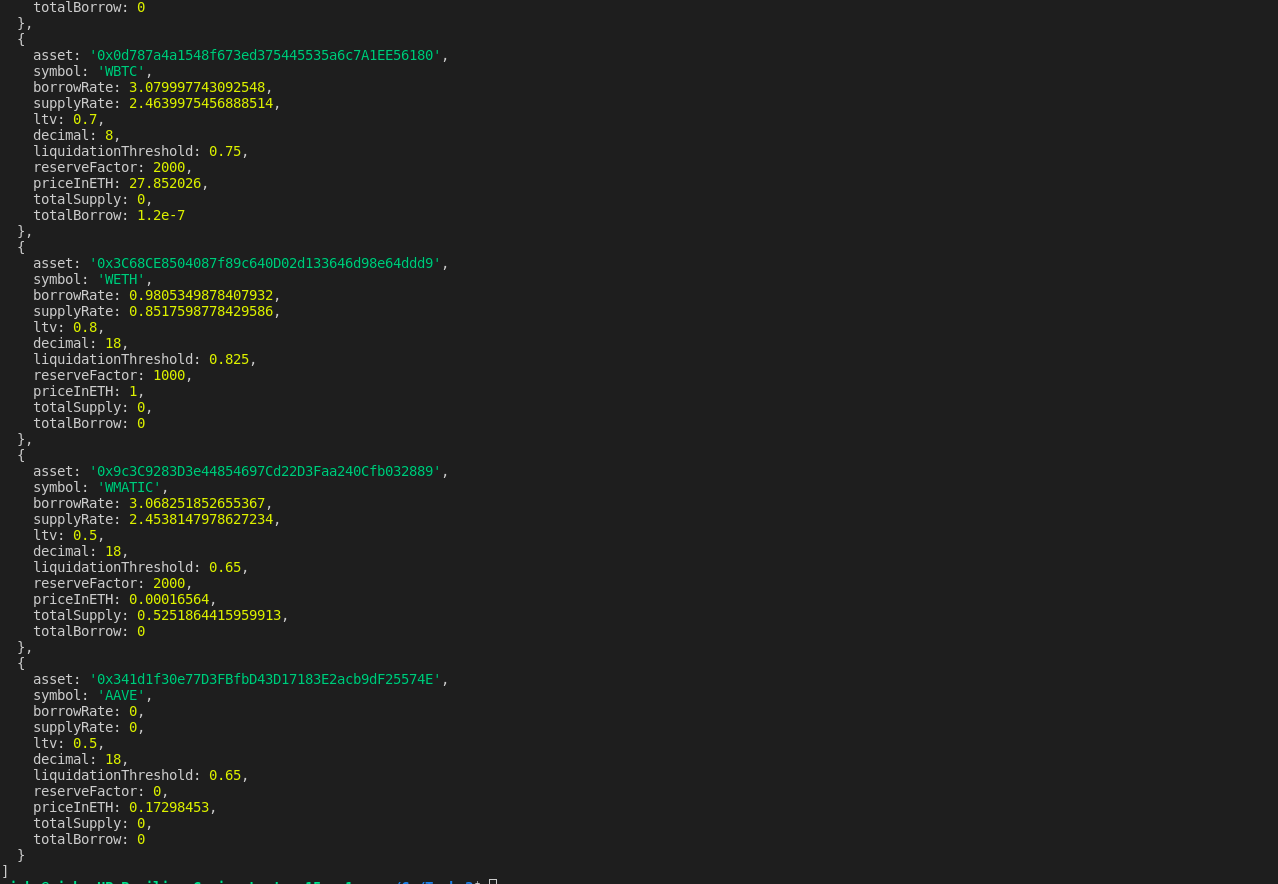 totalBorrow: 0
  },
  {
    asset: '0x0d787a4a1548f673ed375445535a6c7A1EE56180',
    symbol: 'WBTC',
    borrowRate: 3.079997743092548,
    supplyRate: 2.4639975456888514,
    ltv: 0.7,
    decimal: 8,
    liquidationThreshold: 0.75,
    reserveFactor: 2000,
    priceInETH: 27.852026,
    totalSupply: 0,
    totalBorrow: 1.2e-7
  },
  {
    asset: '0x3C68CE8504087f89c640D02d133646d98e64ddd9',
    symbol: 'WETH',
    borrowRate: 0.9805349878407932,
    supplyRate: 0.8517598778429586,
    ltv: 0.8,
    decimal: 18,
    liquidationThreshold: 0.825,
    reserveFactor: 1000,
    priceInETH: 1,
    totalSupply: 0,
    totalBorrow: 0
  },
  {
    asset: '0x9c3C9283D3e44854697Cd22D3Faa240Cfb032889',
    symbol: 'WMATIC',
    borrowRate: 3.068251852655367,
    supplyRate: 2.4538147978627234,
    ltv: 0.5,
    decimal: 18,
    liquidationThreshold: 0.65,
    reserveFactor: 2000,
    priceInETH: 0.00016564,
    totalSupply: 0.5251864415959913,
    totalBorrow: 0
  },
  {
    asset: '0x341d1f30e77D3FBfbD43D17183E2acb9dF25574E',
    symbol: 'AAVE',
    borrowRate: 0,
    supplyRate: 0,
    ltv: 0.5,
    decimal: 18,
    liquidationThreshold: 0.65,
    reserveFactor: 0,
    priceInETH: 0.17298453,
    totalSupply: 0,
    totalBorrow: 0
  }
]